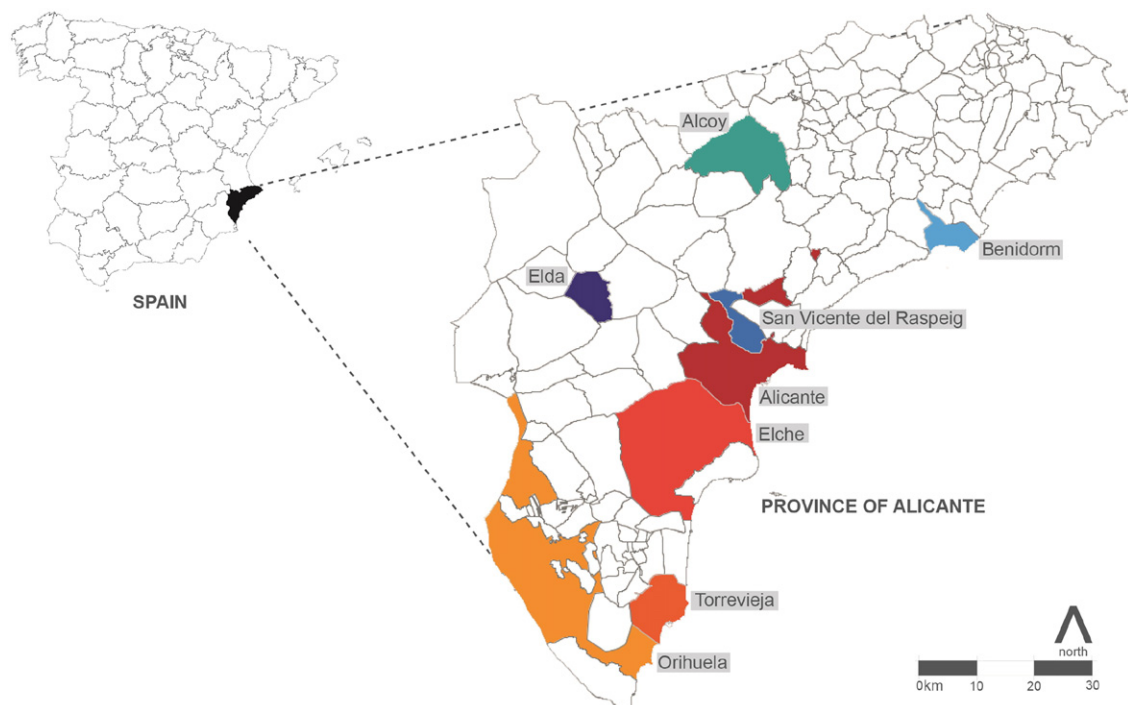 Alcoy
Benidorm
Elda
SPAIN
San Vicente del Raspeig
Alicante
Elche
PROVINCE OF ALICANTE
Torrevieja
Orihuela
north
0km 10 20 30